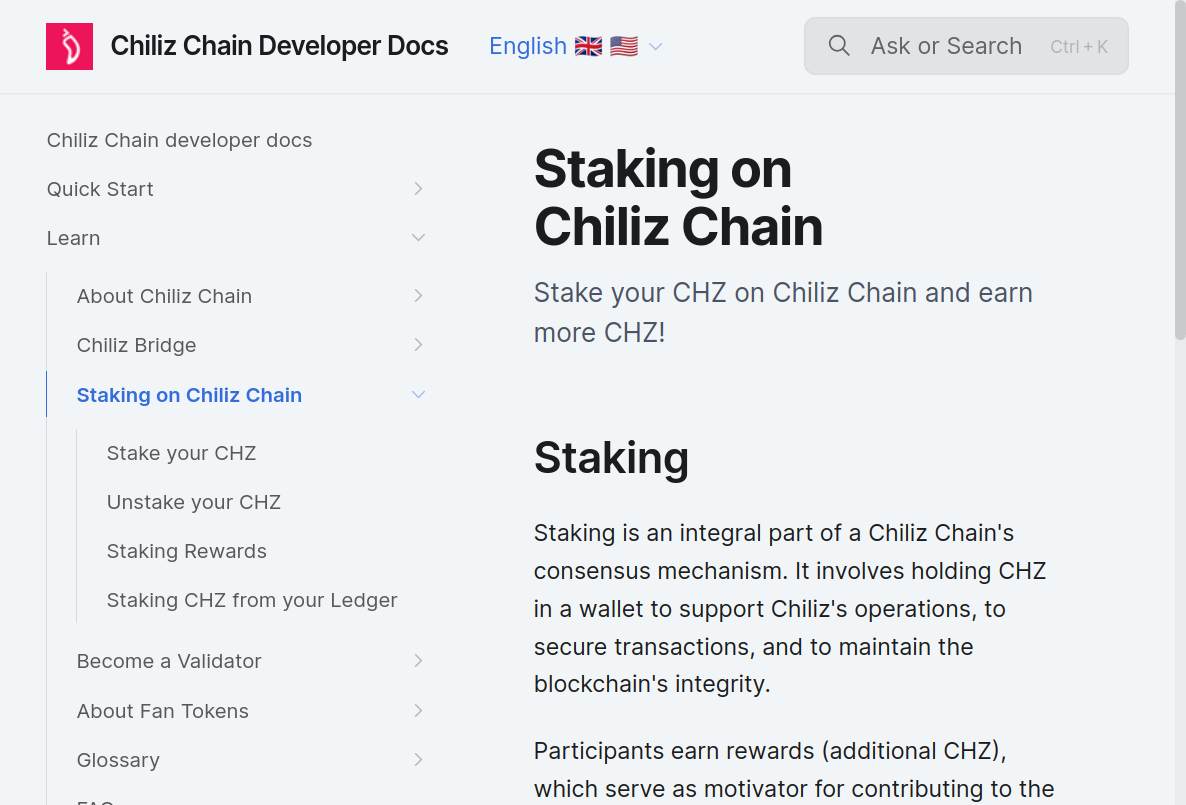 Chiliz Chain Developer Docs
English 🇬🇧 🇺🇸
Ask or Search Ctrl + K
Chiliz Chain developer docs
Quick Start
Learn
About Chiliz Chain
Chiliz Bridge
Staking on Chiliz Chain
Stake your CHZ
Unstake your CHZ
Staking Rewards
Staking CHZ from your Ledger
Become a Validator
About Fan Tokens
Glossary
FAQ
Staking on
Chiliz Chain
Stake your CHZ on Chiliz Chain and earn
more CHZ!
Staking
Staking is an integral part of a Chiliz Chain's
consensus mechanism. It involves holding CHZ
in a wallet to support Chiliz's operations, to
secure transactions, and to maintain the
blockchain's integrity.
Participants earn rewards (additional CHZ),
which serve as motivator for contributing to the